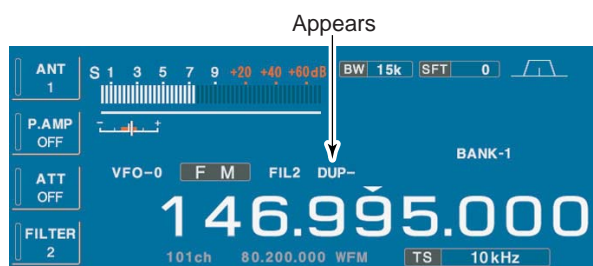 Appears
ANT
1
S 1 3 5 7 9 +20 +40 +60dB
BW 15k
SFT 0
P.AMP
OFF
- +
BANK-1
ATT
OFF
VFO-0 FM FIL2 DUP-
146.995.000
FILTER
2
101ch 80.200.000 WFM
TS 10kHz